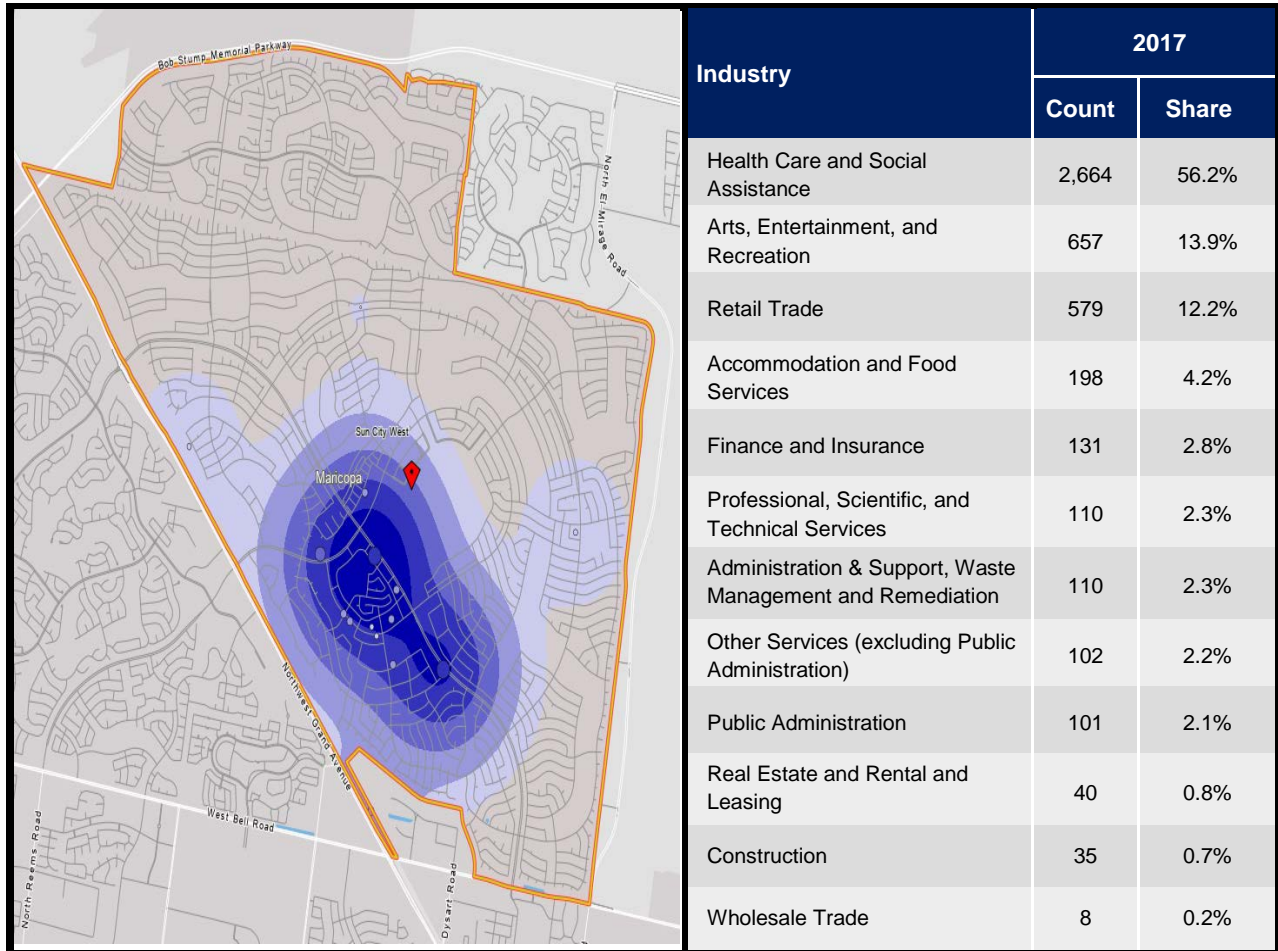 Bob Stump Memorial Parkway
North El Mirage Road
Sun City West
Maricopa
Northwest Grand Avenue
West Bell Road
North Reems Road
Dysart Road
Industry
2017
Count Share
Health Care and Social
Assistance
2,664 56.2%
Arts, Entertainment, and
Recreation
657 13.9%
Retail Trade 579 12.2%
Accommodation and Food
Services
198 4.2%
Finance and Insurance 131 2.8%
Professional, Scientific, and
Technical Services
110 2.3%
Administration & Support, Waste
Management and Remediation
110 2.3%
Other Services (excluding Public
Administration)
102 2.2%
Public Administration 101 2.1%
Real Estate and Rental and
Leasing
40 0.8%
Construction 35 0.7%
Wholesale Trade 8 0.2%